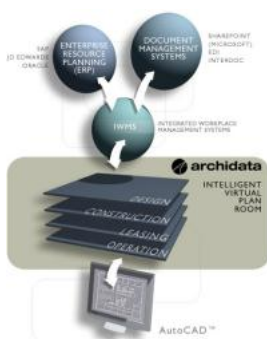 ENTERPRISE
RESOURCE
PLANNING
(ERP)
DOCUMENT
MANAGEMENT
SYSTEMS
SAP
JD EDWARDS
ORACLE
SHAREPOINT
(MICROSOFT)
EDI
INTERDOC
IWMS
INTEGRATED WORKPLACE
MANAGEMENT SYSTEMS
archidata
INTELLIGENT
VIRTUAL
PLAN
ROOM
DESIGN
CONSTRUCTION
LEASING
OPERATION
AutoCAD™